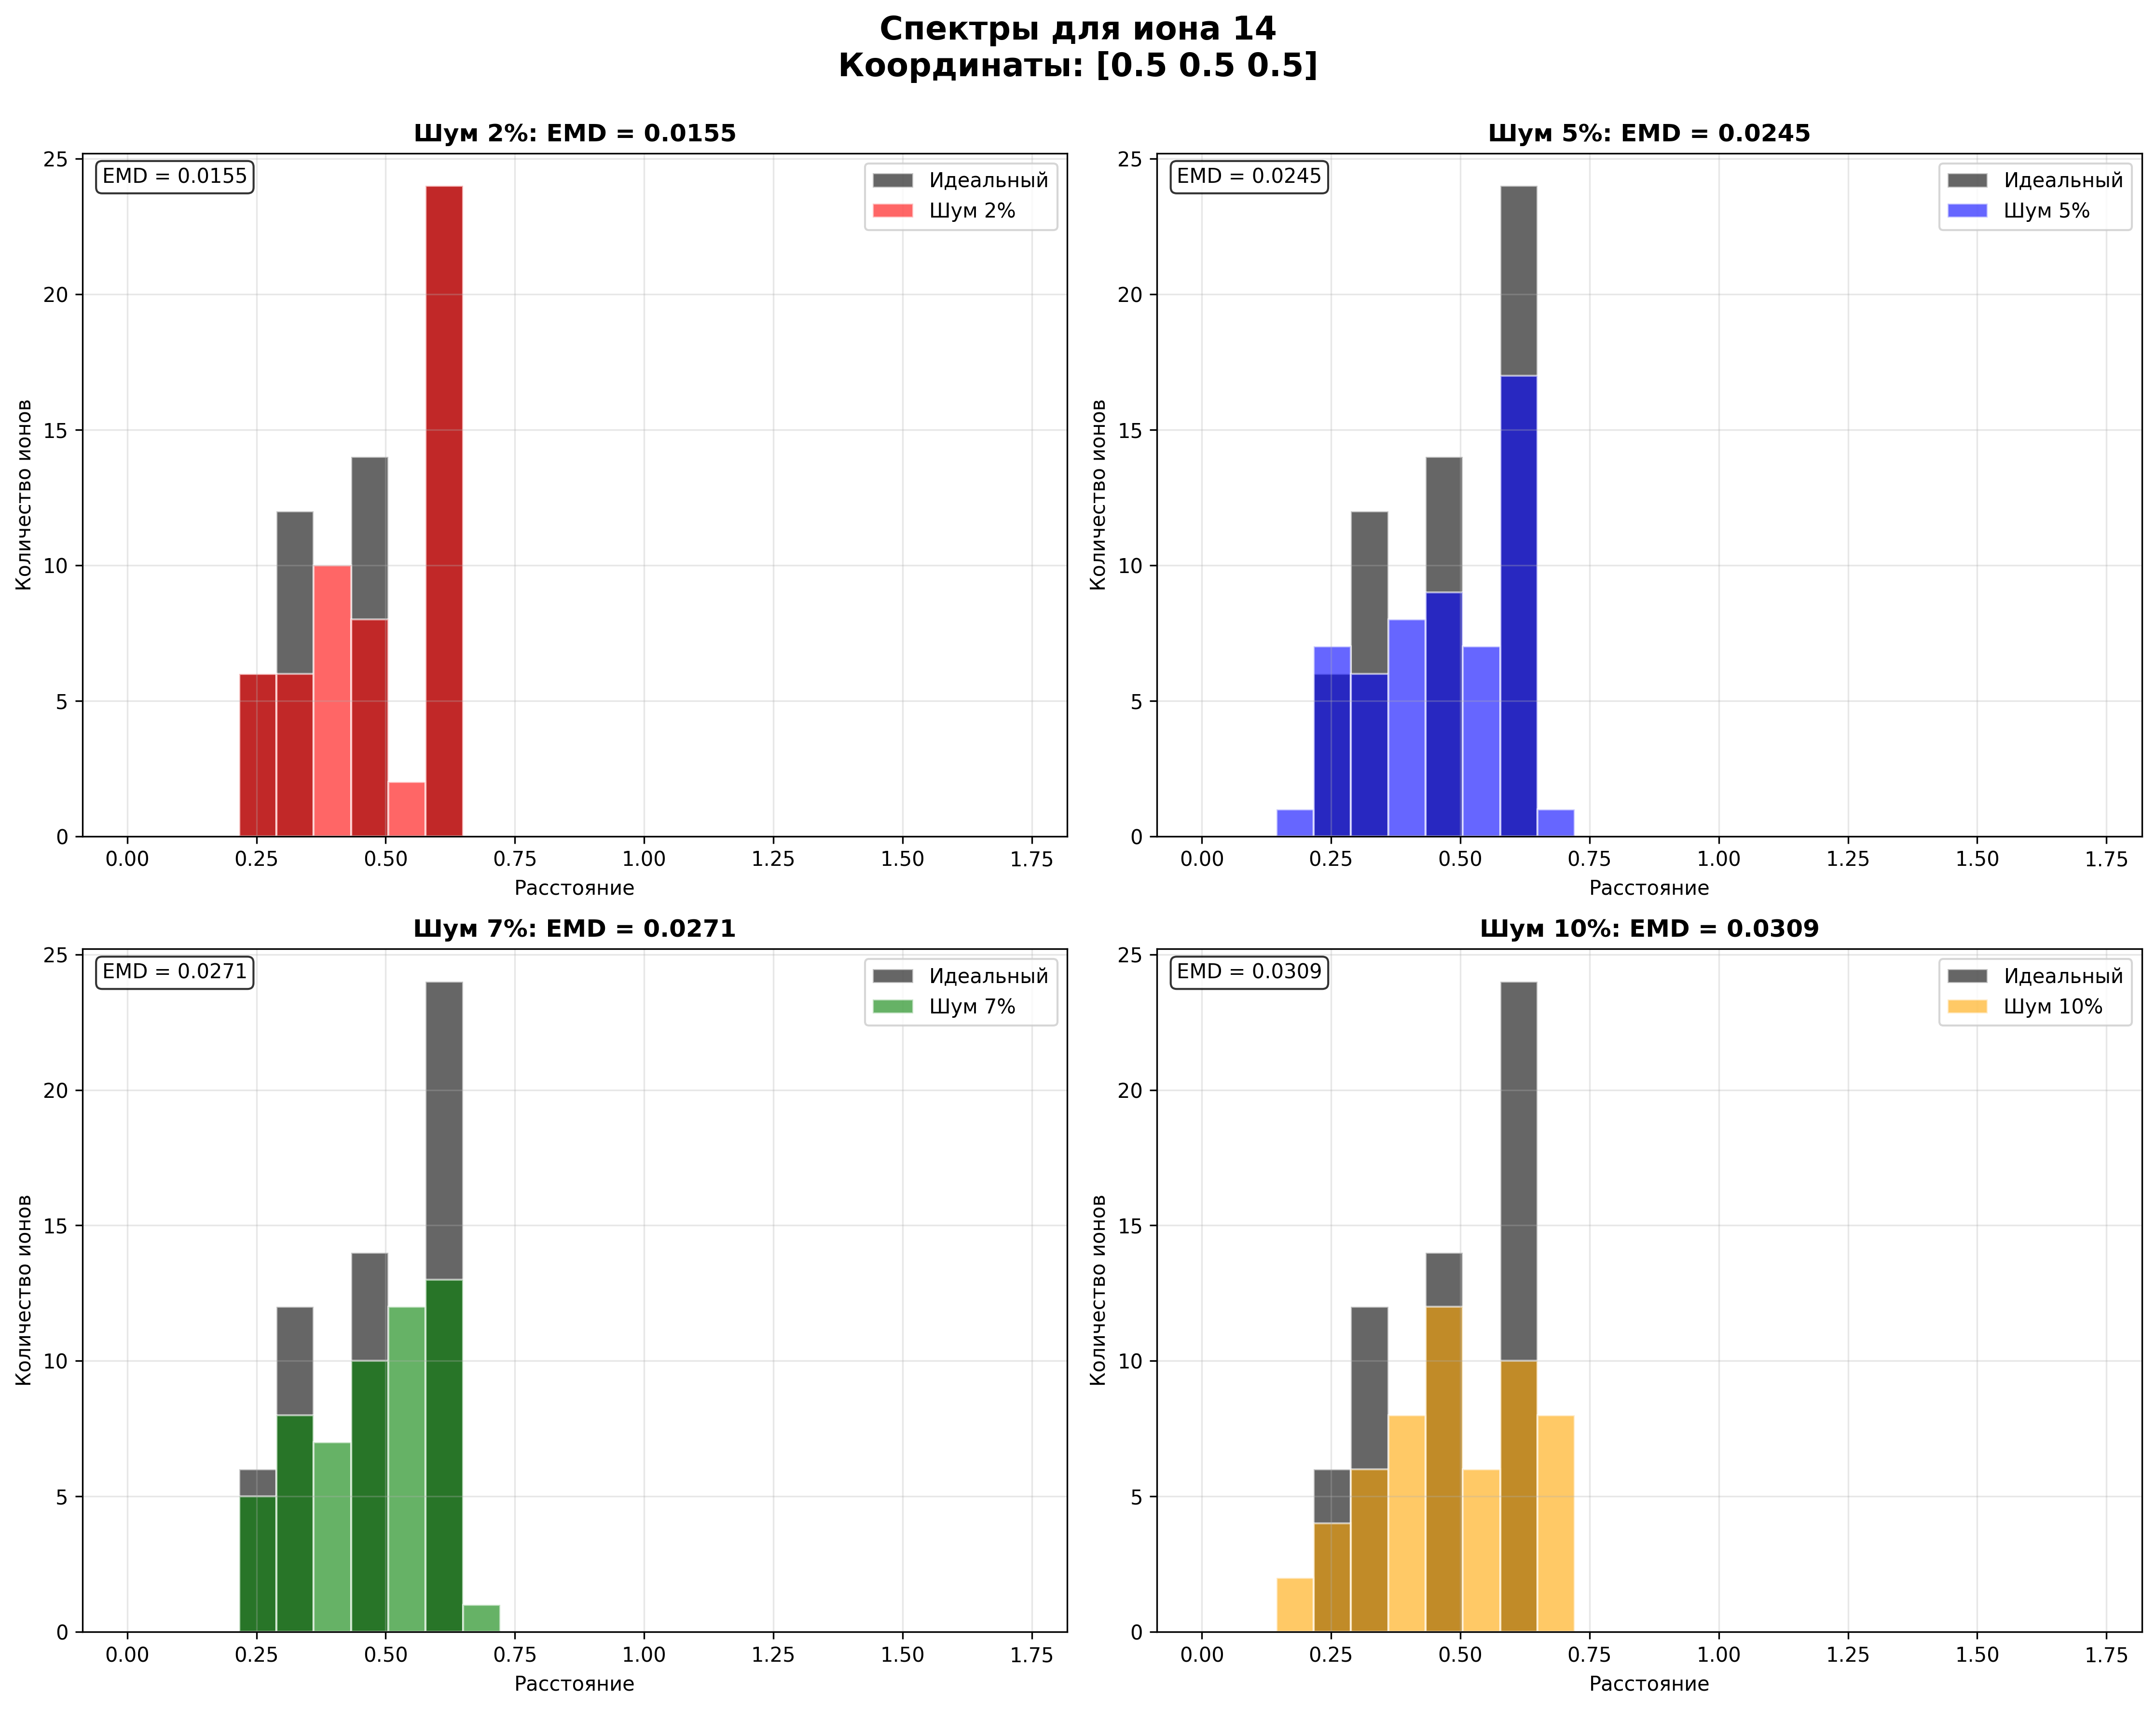 Спектры для иона 14
Координаты: [0.5 0.5 0.5]
Шум 2%: EMD = 0.0155
EMD = 0.0155
Идеальный
Шум 2%
Количество ионов
25
20
15
10
5
0
0.00 0.25 0.50 0.75 1.00 1.25 1.50 1.75
Расстояние
Шум 5%: EMD = 0.0245
EMD = 0.0245
Идеальный
Шум 5%
Количество ионов
25
20
15
10
5
0
0.00 0.25 0.50 0.75 1.00 1.25 1.50 1.75
Расстояние
Шум 7%: EMD = 0.0271
EMD = 0.0271
Идеальный
Шум 7%
Количество ионов
25
20
15
10
5
0
0.00 0.25 0.50 0.75 1.00 1.25 1.50 1.75
Расстояние
Шум 10%: EMD = 0.0309
EMD = 0.0309
Идеальный
Шум 10%
Количество ионов
25
20
15
10
5
0
0.00 0.25 0.50 0.75 1.00 1.25 1.50 1.75
Расстояние